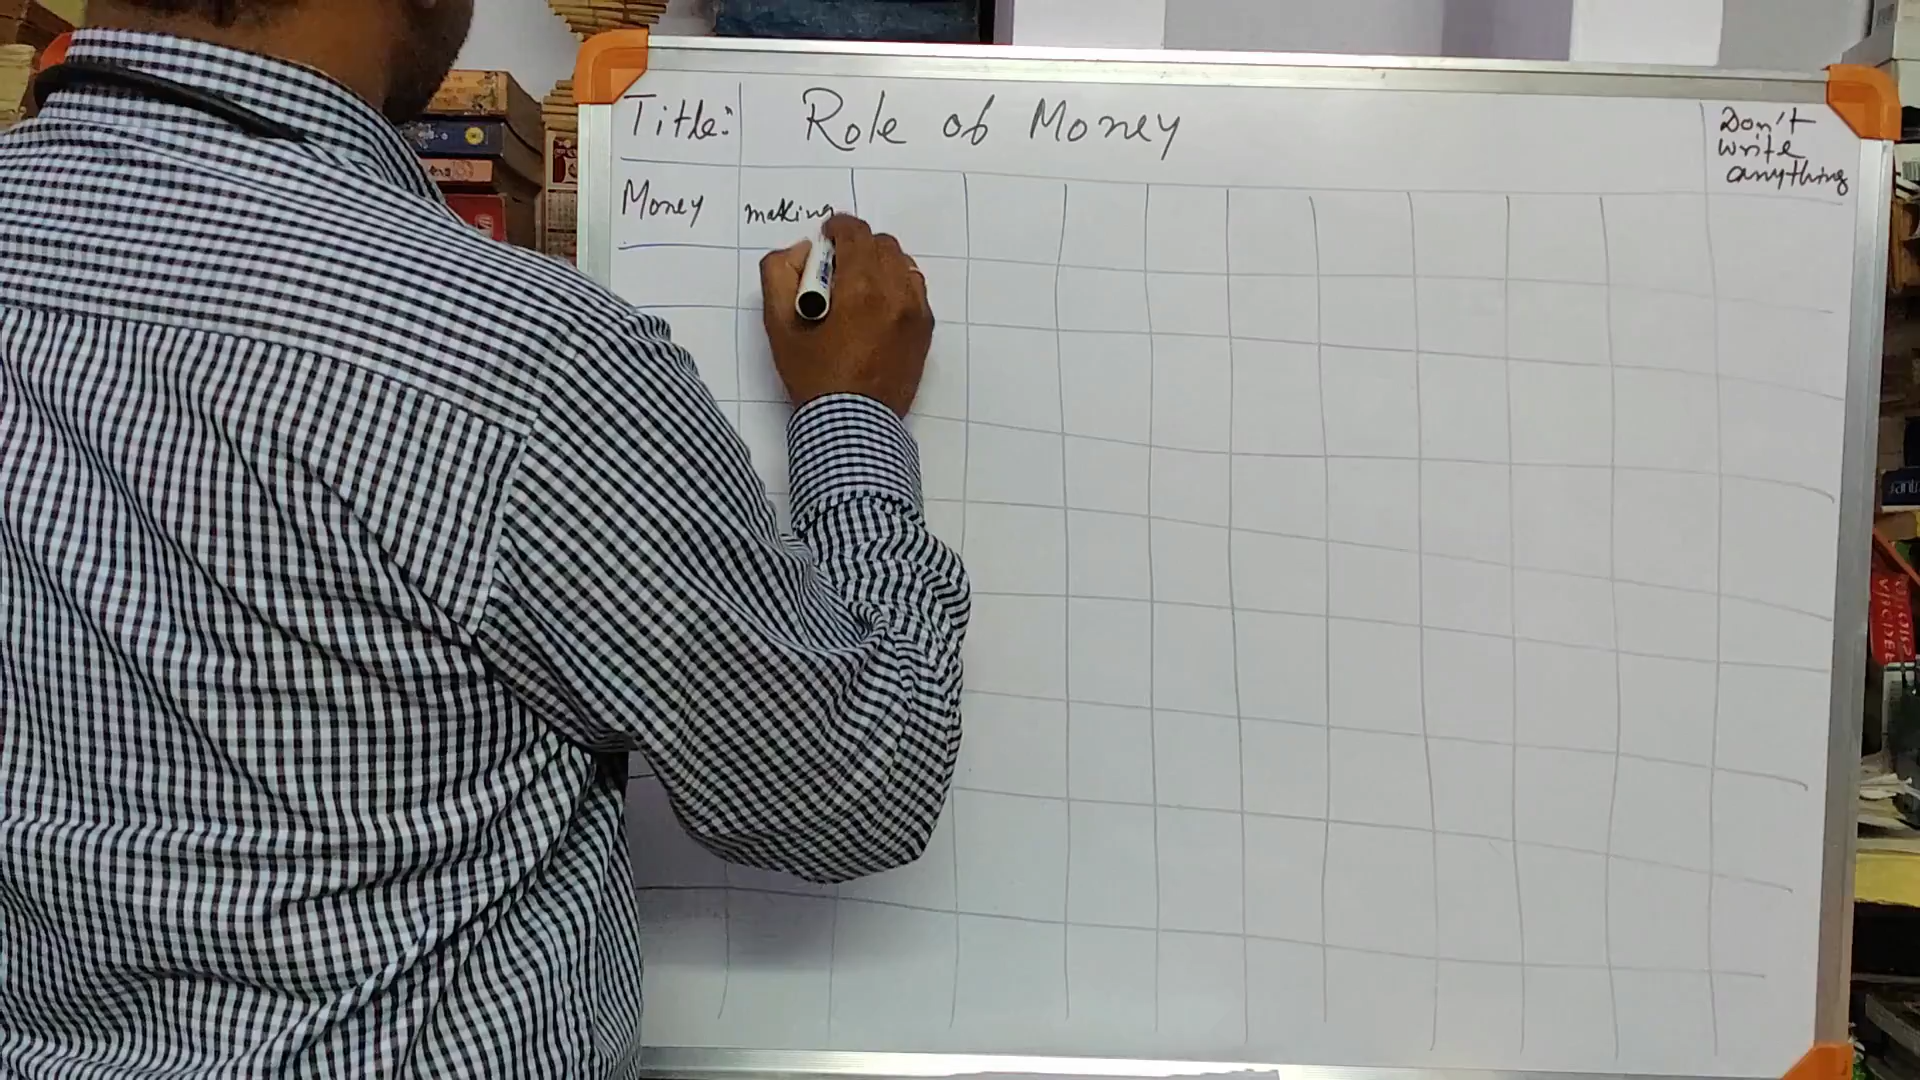 Title: Role of Money
Don't
write
anything
Money making